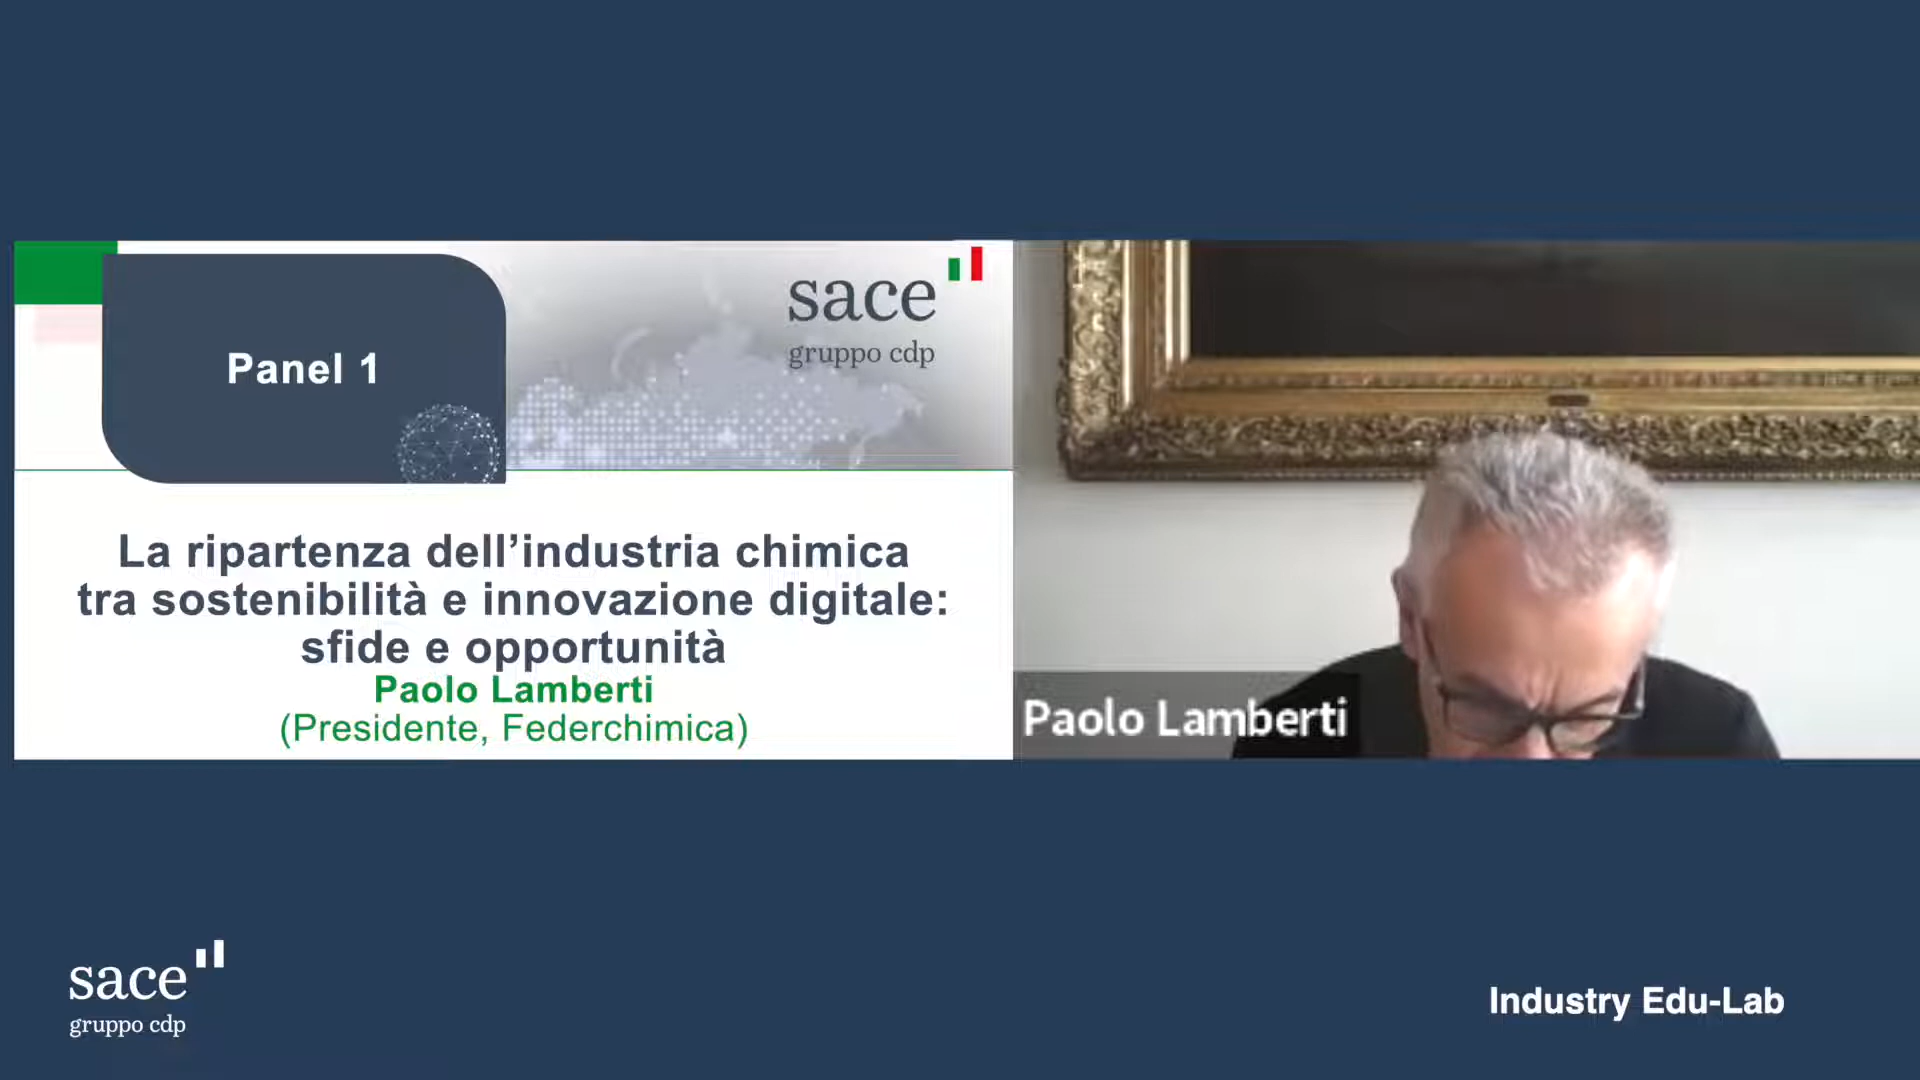 Panel 1
sace
gruppo cdp
La ripartenza dell’industria chimica
tra sostenibilità e innovazione digitale:
sfide e opportunità
Paolo Lamberti
(Presidente, Federchimica)
Paolo Lamberti
sace
gruppo cdp
Industry Edu-Lab